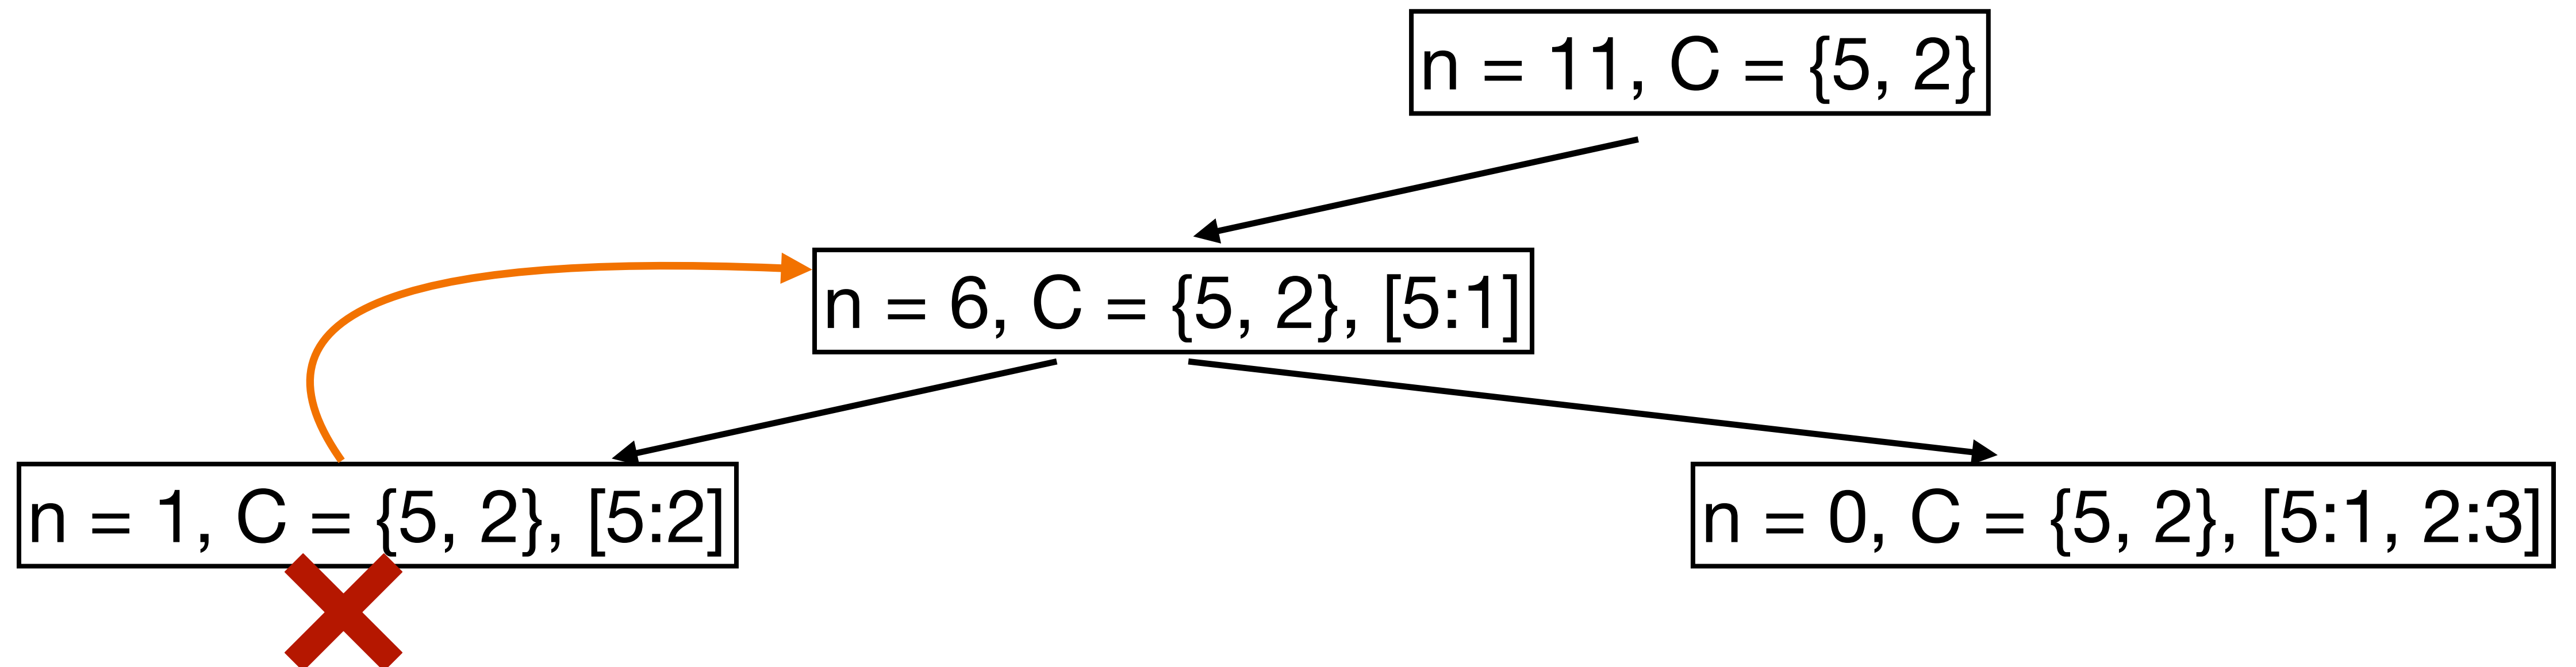 n = 11, C = {5, 2}
n = 6, C = {5, 2}, [5:1]
n = 1, C = {5, 2}, [5:2]
n = 0, C = {5, 2}, [5:1, 2:3]